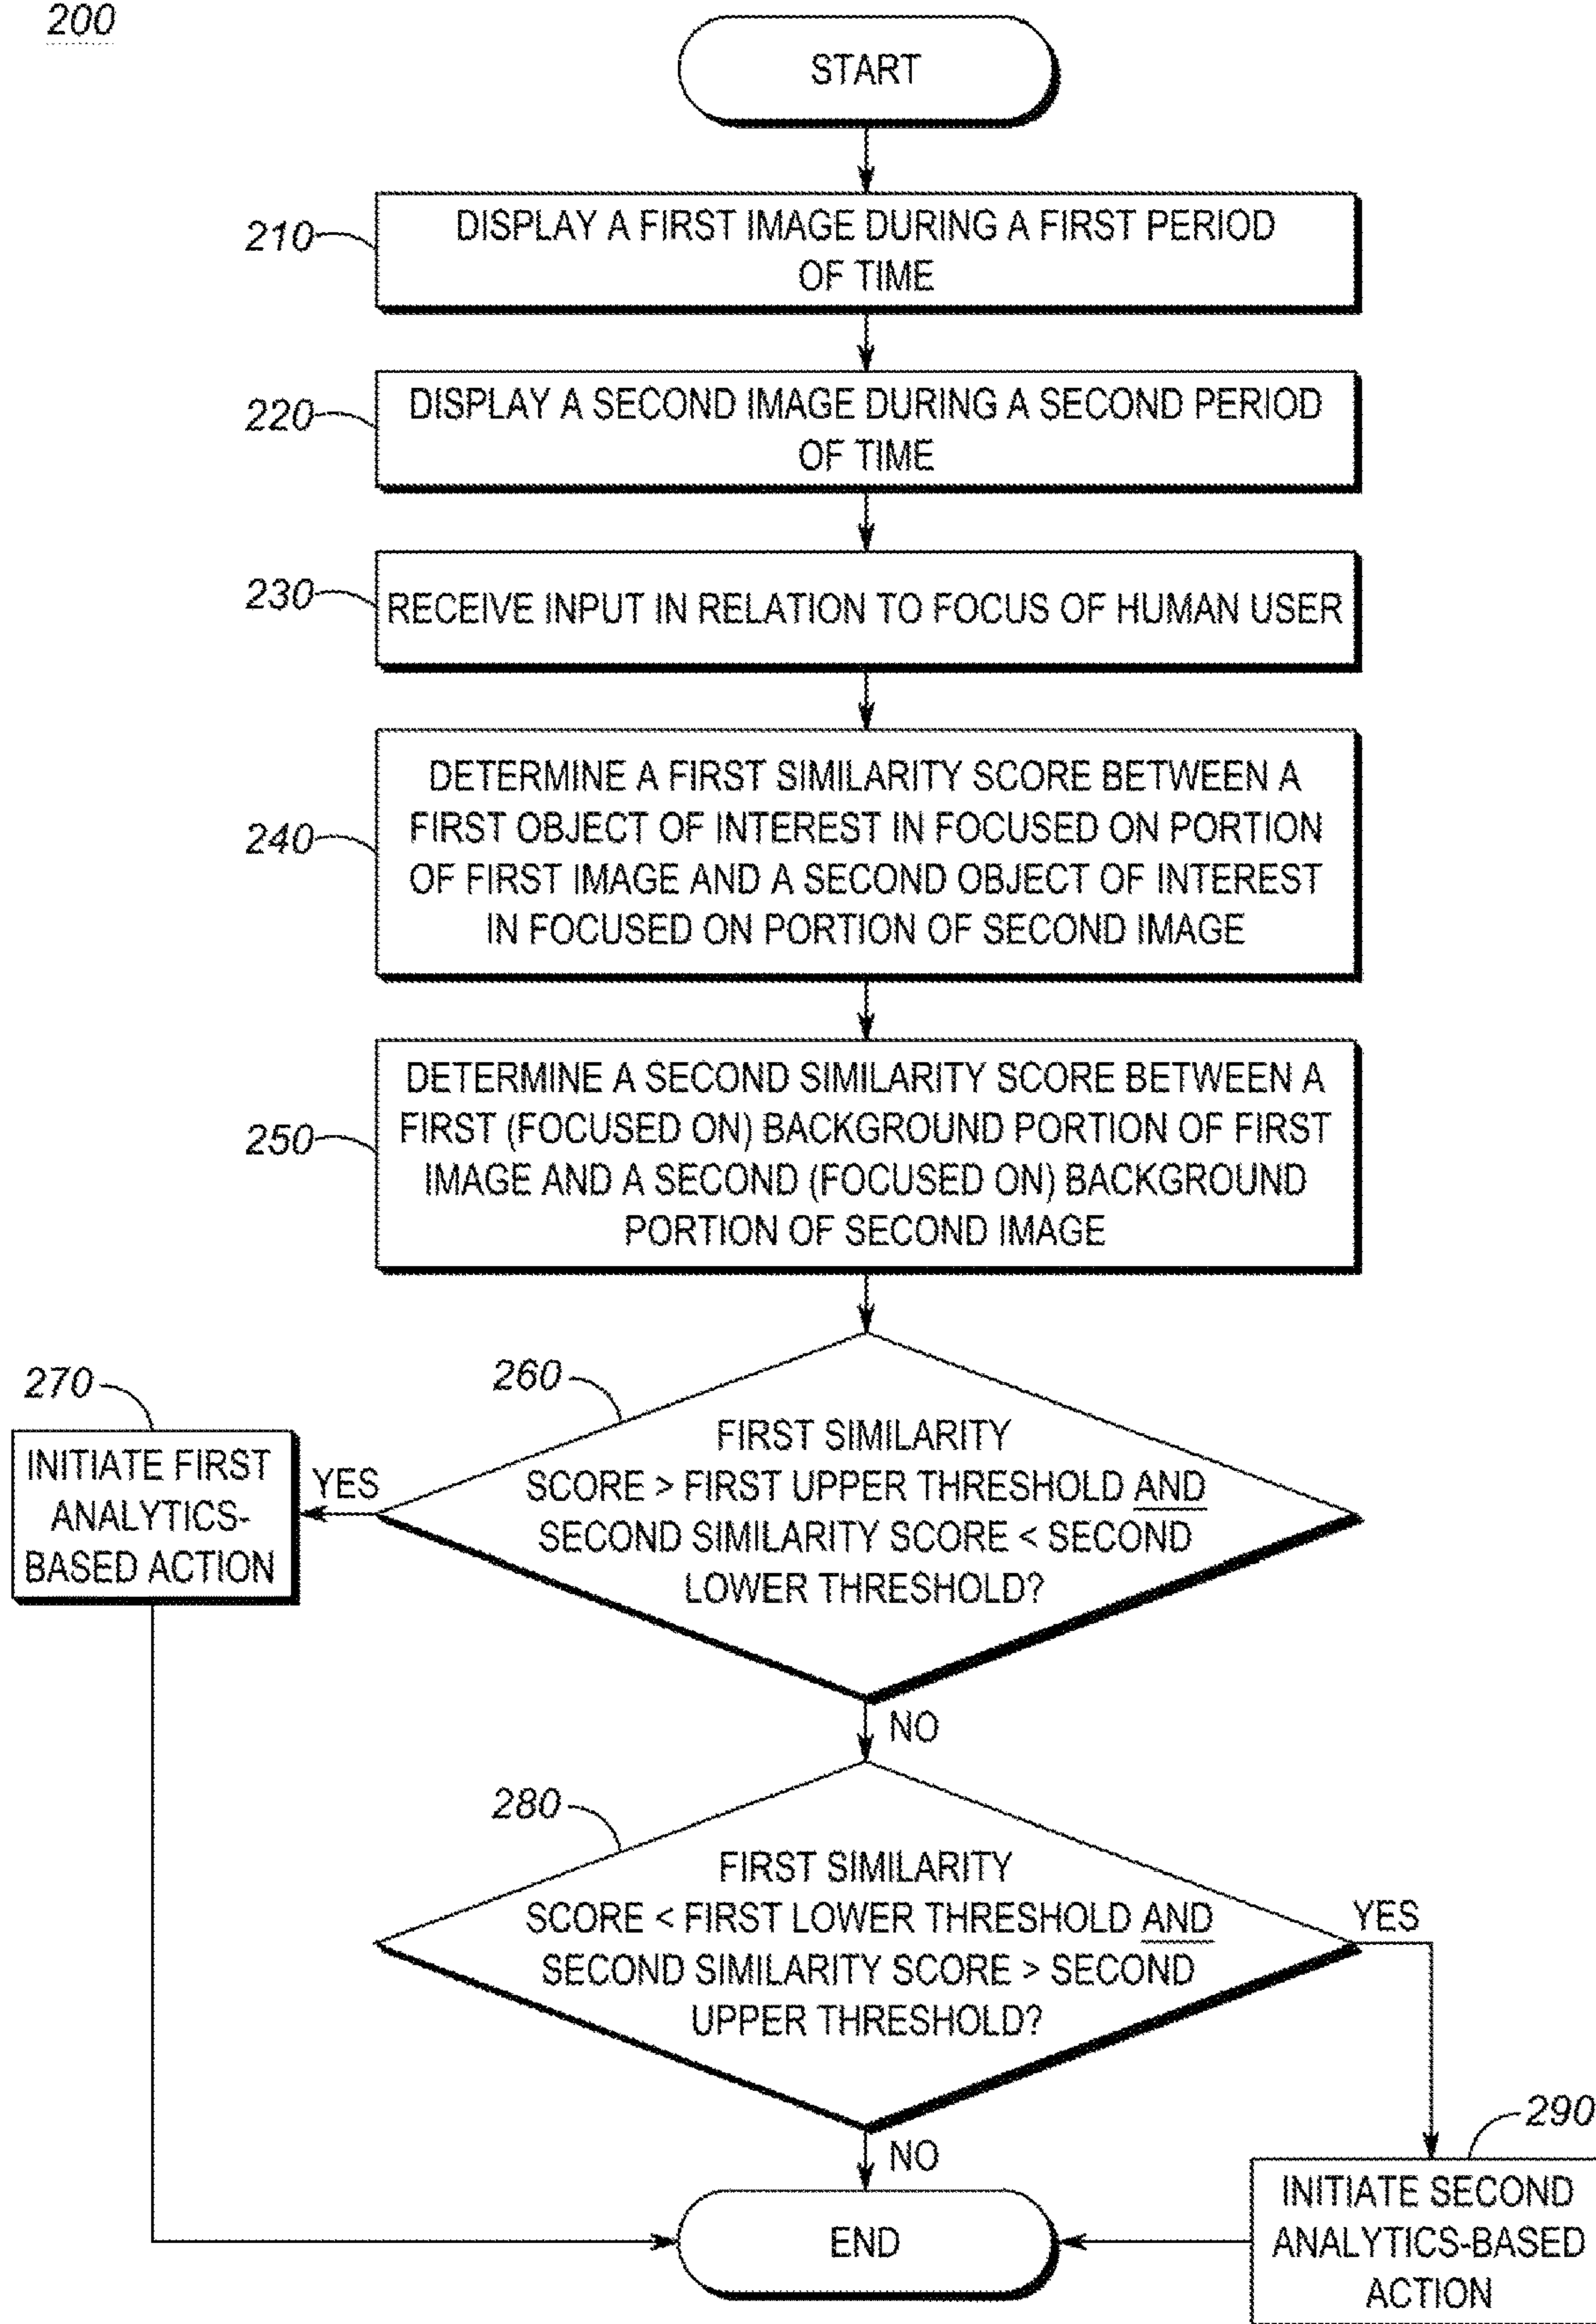 200
START
210
DISPLAY A FIRST IMAGE DURING A FIRST PERIOD
OF TIME
220
DISPLAY A SECOND IMAGE DURING A SECOND PERIOD
OF TIME
230
RECEIVE INPUT IN RELATION TO FOCUS OF HUMAN USER
240
DETERMINE A FIRST SIMILARITY SCORE BETWEEN A
FIRST OBJECT OF INTEREST IN FOCUSED ON PORTION
OF FIRST IMAGE AND A SECOND OBJECT OF INTEREST
IN FOCUSED ON PORTION OF SECOND IMAGE
250
DETERMINE A SECOND SIMILARITY SCORE BETWEEN A
FIRST (FOCUSED ON) BACKGROUND PORTION OF FIRST
IMAGE AND A SECOND (FOCUSED ON) BACKGROUND
PORTION OF SECOND IMAGE
260
FIRST SIMILARITY
SCORE > FIRST UPPER THRESHOLD AND
SECOND SIMILARITY SCORE < SECOND
LOWER THRESHOLD?
YES
270
INITIATE FIRST
ANALYTICS-
BASED ACTION
NO
280
FIRST SIMILARITY
SCORE < FIRST LOWER THRESHOLD AND
SECOND SIMILARITY SCORE > SECOND
UPPER THRESHOLD?
YES
290
INITIATE SECOND
ANALYTICS-BASED
ACTION
NO
END